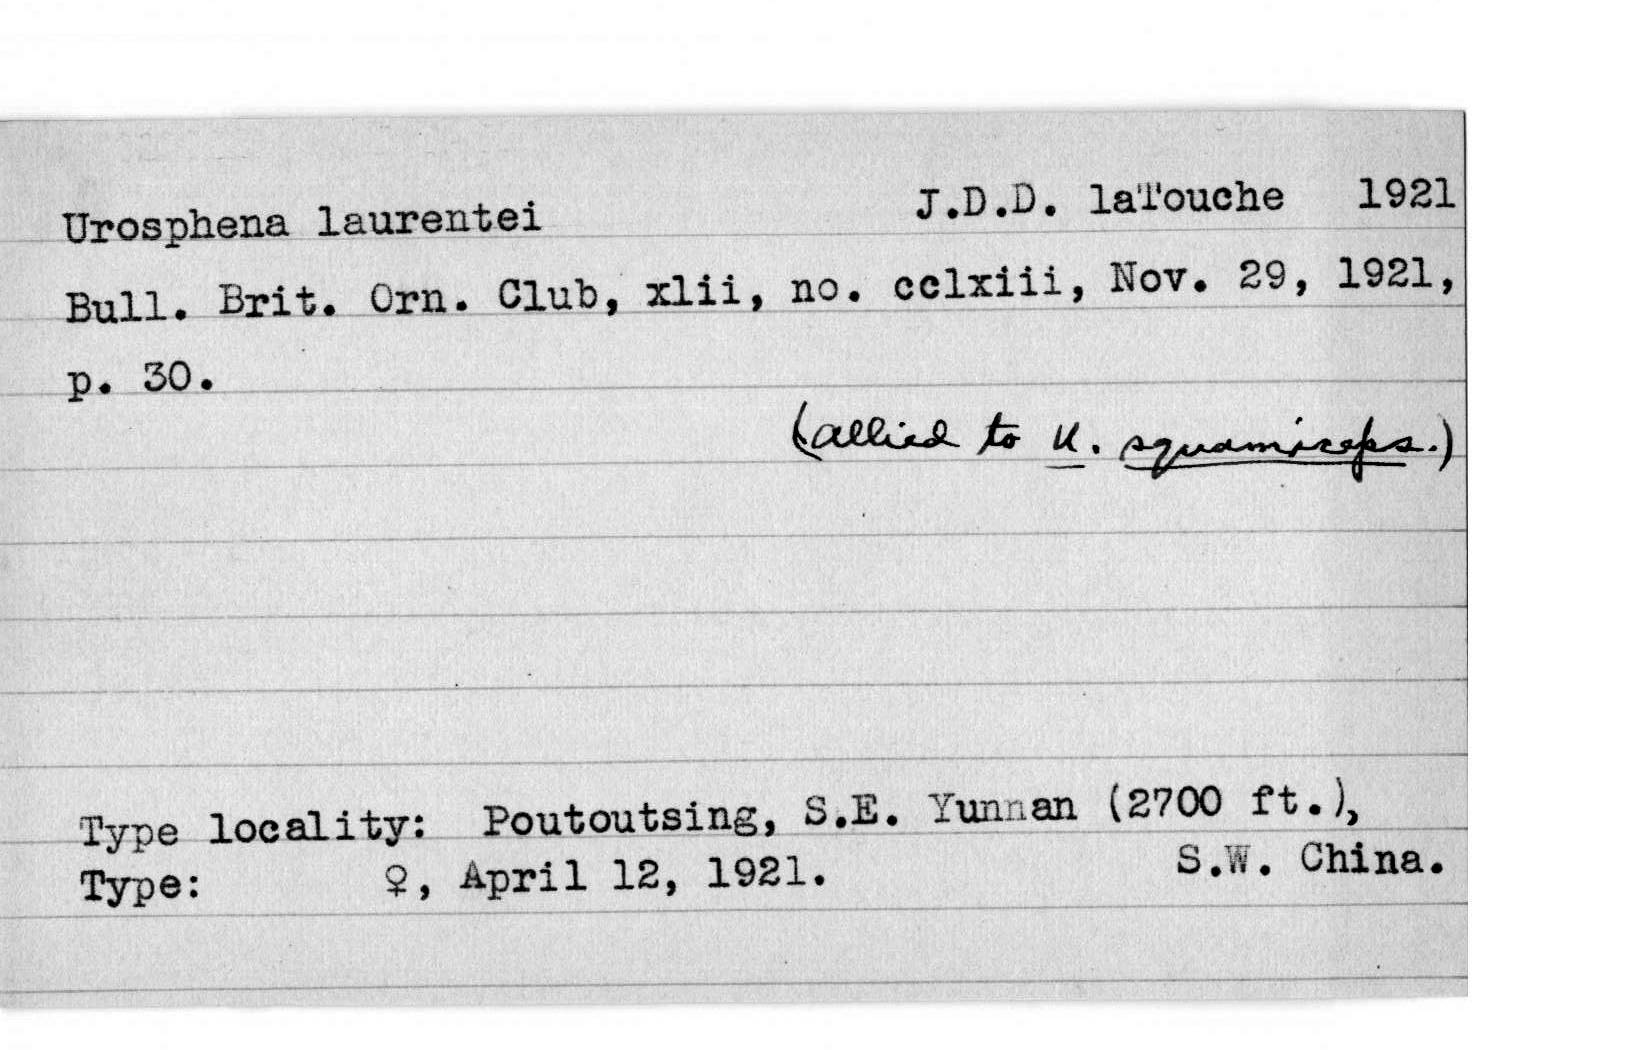 Urosphena laurentei J.D.D. laTouche 1921
Bull. Brit. Orn. Club, xlii, no. cclxiii, Nov. 29, 1921,
p. 30.
(allied to U. squamiceps.)
Type locality: Poutoutsing, S.E. Yunnan (2700 ft.),
S.W. China.
Type: ♀, April 12, 1921.